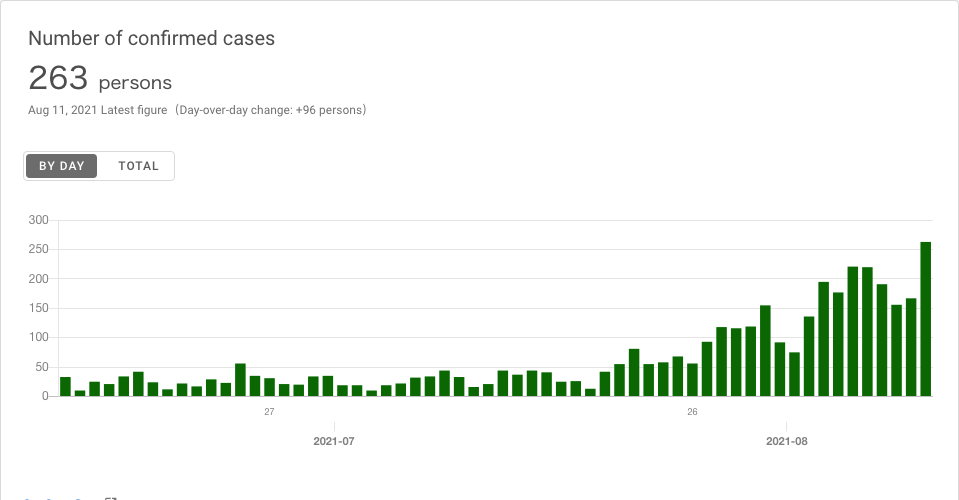 Number of confirmed cases
263 persons
Aug 11, 2021 Latest figure（Day-over-day change: +96 persons）
BY DAY TOTAL
300
250
200
150
100
50
0
27 26
2021-07 2021-08